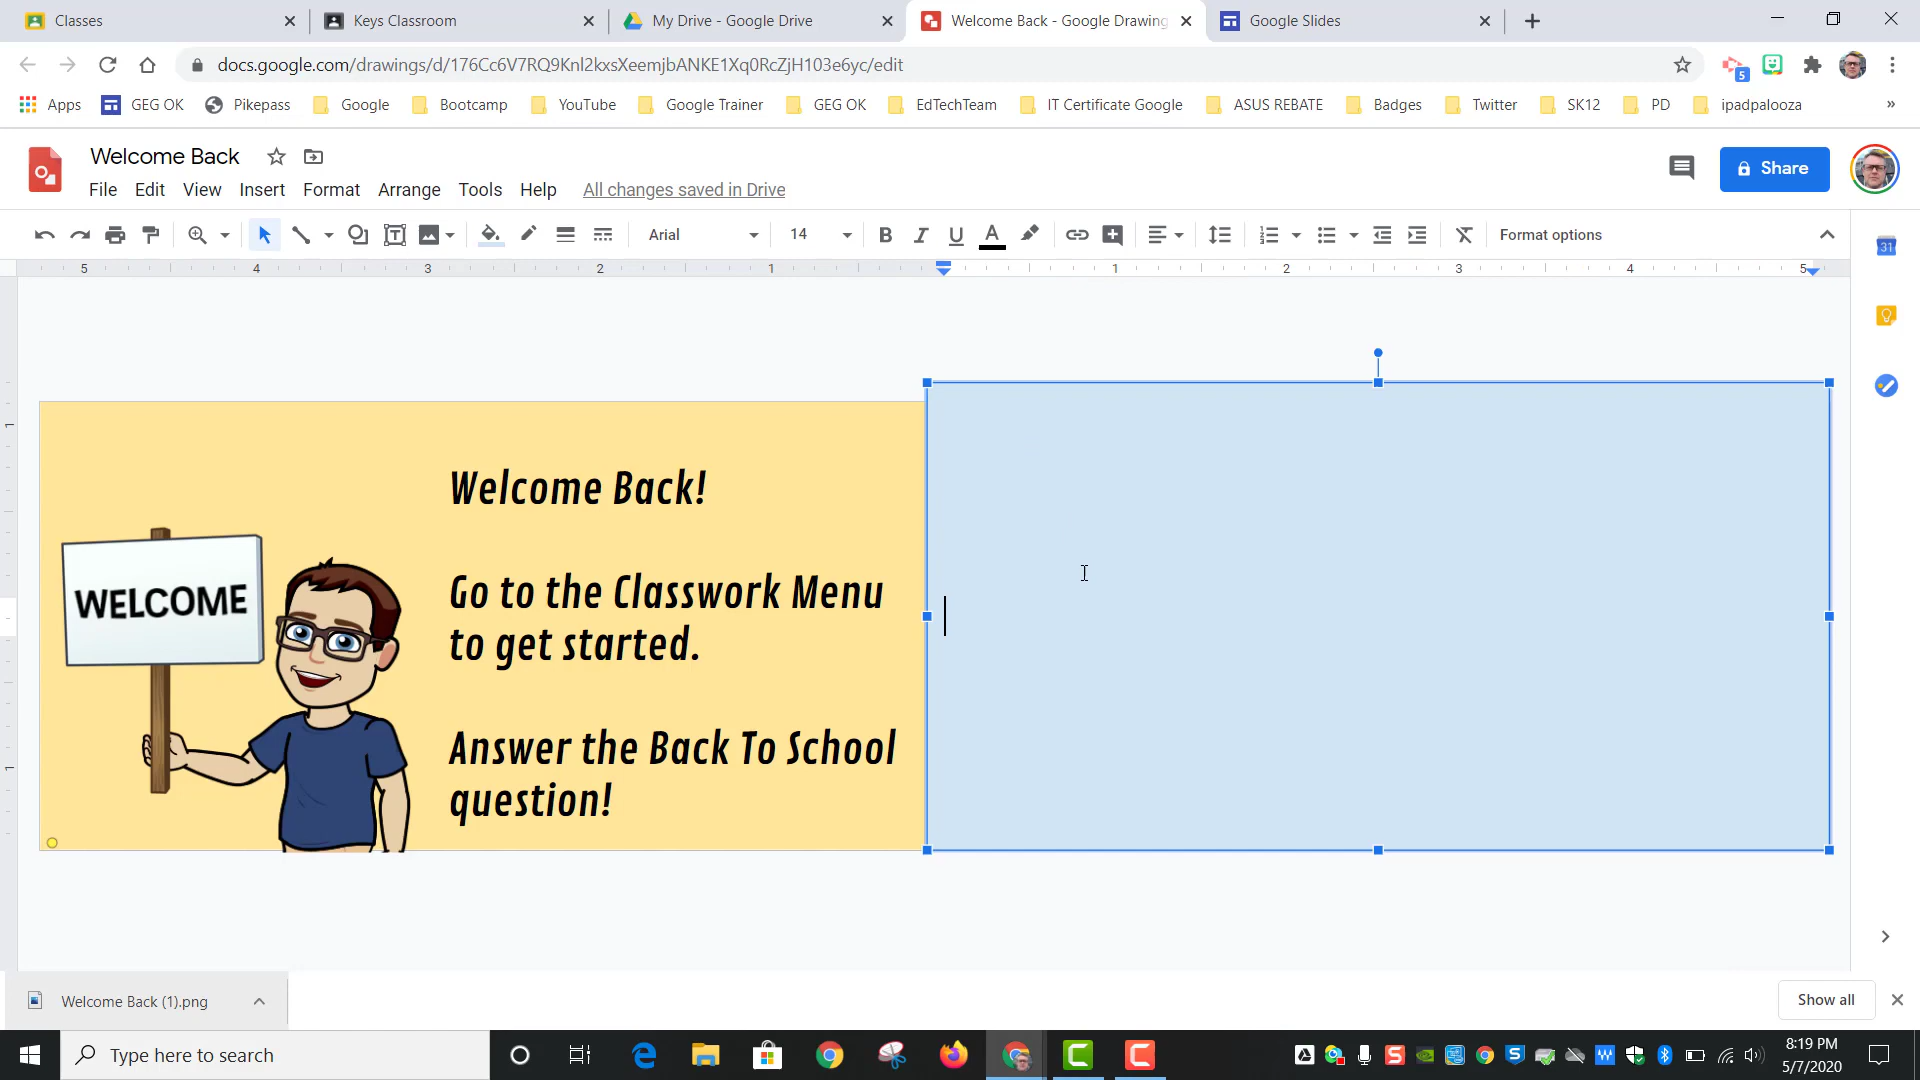 Classes
Keys Classroom
My Drive - Google Drive
Welcome Back - Google Drawing
Google Slides
docs.google.com/drawings/d/176Cc6V7RQ9Knl2kxsXeemjbANKE1Xq0RcZjH103e6yc/edit
5
Apps
GEG OK
Pikepass
Google
Bootcamp
YouTube
Google Trainer
GEG OK
EdTechTeam
IT Certificate Google
ASUS REBATE
Badges
Twitter
SK12
PD
ipadpalooza
»
Welcome Back
File Edit View Insert Format Arrange Tools Help All changes saved in Drive
Share
Arial
14
B I U A
Format options
31
5 4 3 2 1 1 2 3 4 5
1
1
Welcome Back!
WELCOME
Go to the Classwork Menu
to get started.
Answer the Back To School
question!
Welcome Back (1).png
Show all
Type here to search
8:19 PM
5/7/2020